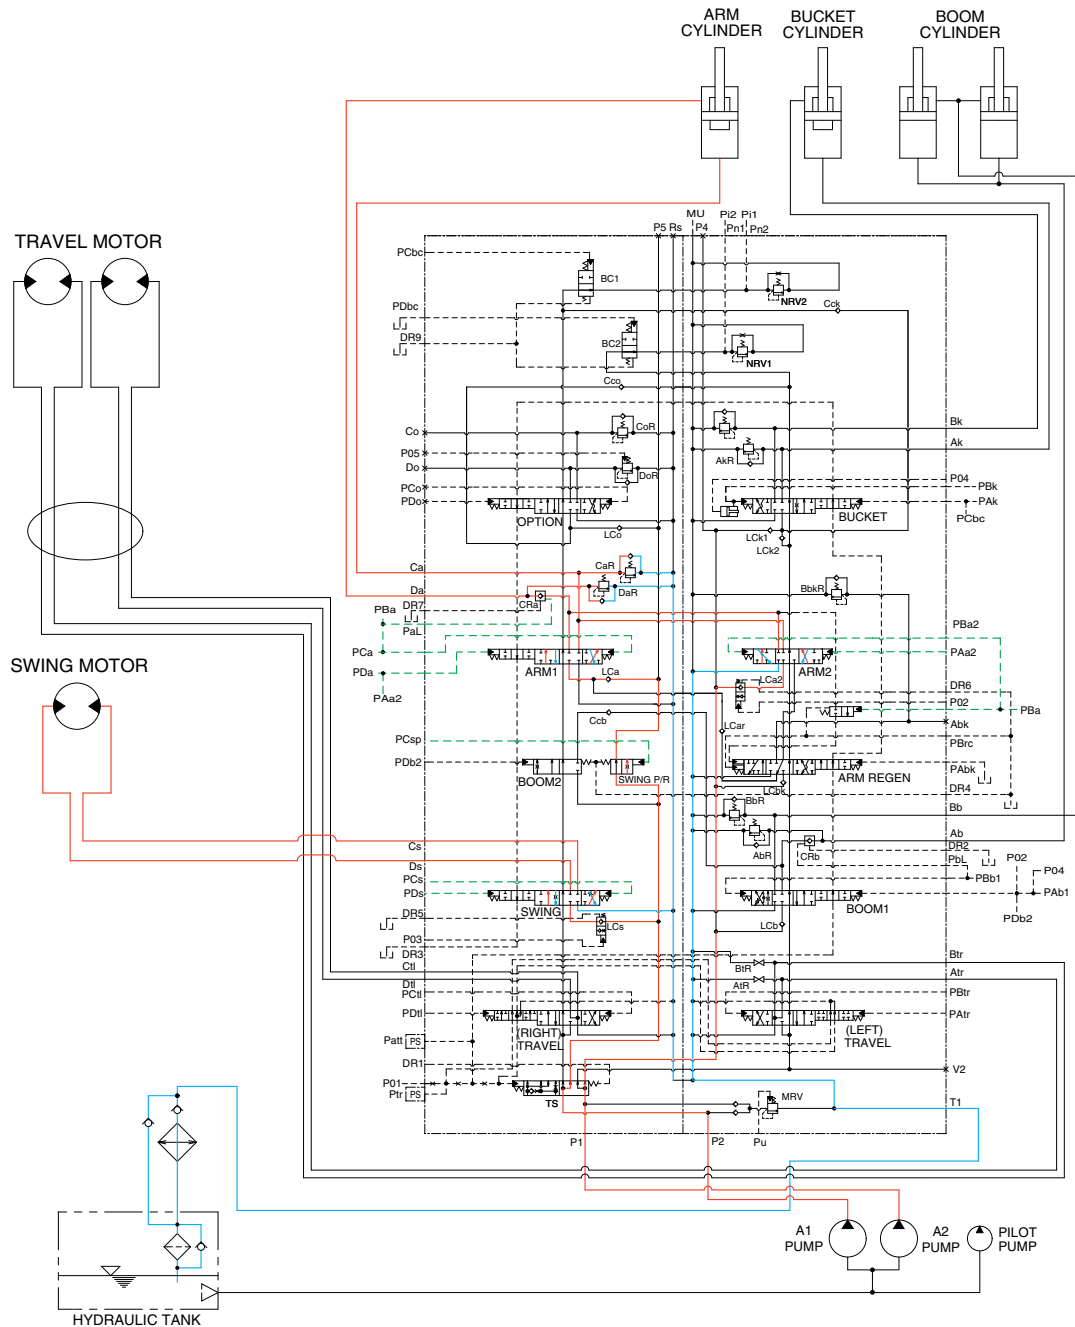 ARM
CYLINDER
BUCKET
CYLINDER
BOOM
CYLINDER
TRAVEL MOTOR
SWING MOTOR
MU
Pi2
Pi1
P5
Rs
P4
Pn1
Pn2
PCbc
BC1
NRV2
Cck
PDbc
DR9
BC2
NRV1
Cco
Co
CoR
Bk
Ak
P05
Do
DoR
AkR
P04
PCo
PBk
PDo
PAk
OPTION
BUCKET
PCbc
LCo
LCk1
LCk2
Ca
CaR
Da
DaR
BbkR
CRa
PBa
DR7
PaL
PBa2
PCa
PAa2
PDa
ARM1
LCa
ARM2
PAa2
LCa2
DR6
P02
PBa
Ccb
LCar
Abk
PCsp
PBrc
PDb2
PAbk
BOOM2
SWING P/R
ARM REGEN
LCbk
DR4
BbR
Bb
AbR
CRb
Ab
Cs
DR2
Ds
PbL
P02
P04
PCs
PBb1
PDs
PAb1
SWING
BOOM1
PDb2
DR5
LCs
LCb
P03
DR3
Btr
Ctl
BtR
Atr
Dtl
AtR
PCtl
PBtr
PDtl
PAtr
(RIGHT)
TRAVEL
(LEFT)
TRAVEL
Patt
PS
DR1
V2
P01
Ptr
PS
TS
MRV
T1
P1
P2
Pu
A1
PUMP
A2
PUMP
PILOT
PUMP
HYDRAULIC TANK